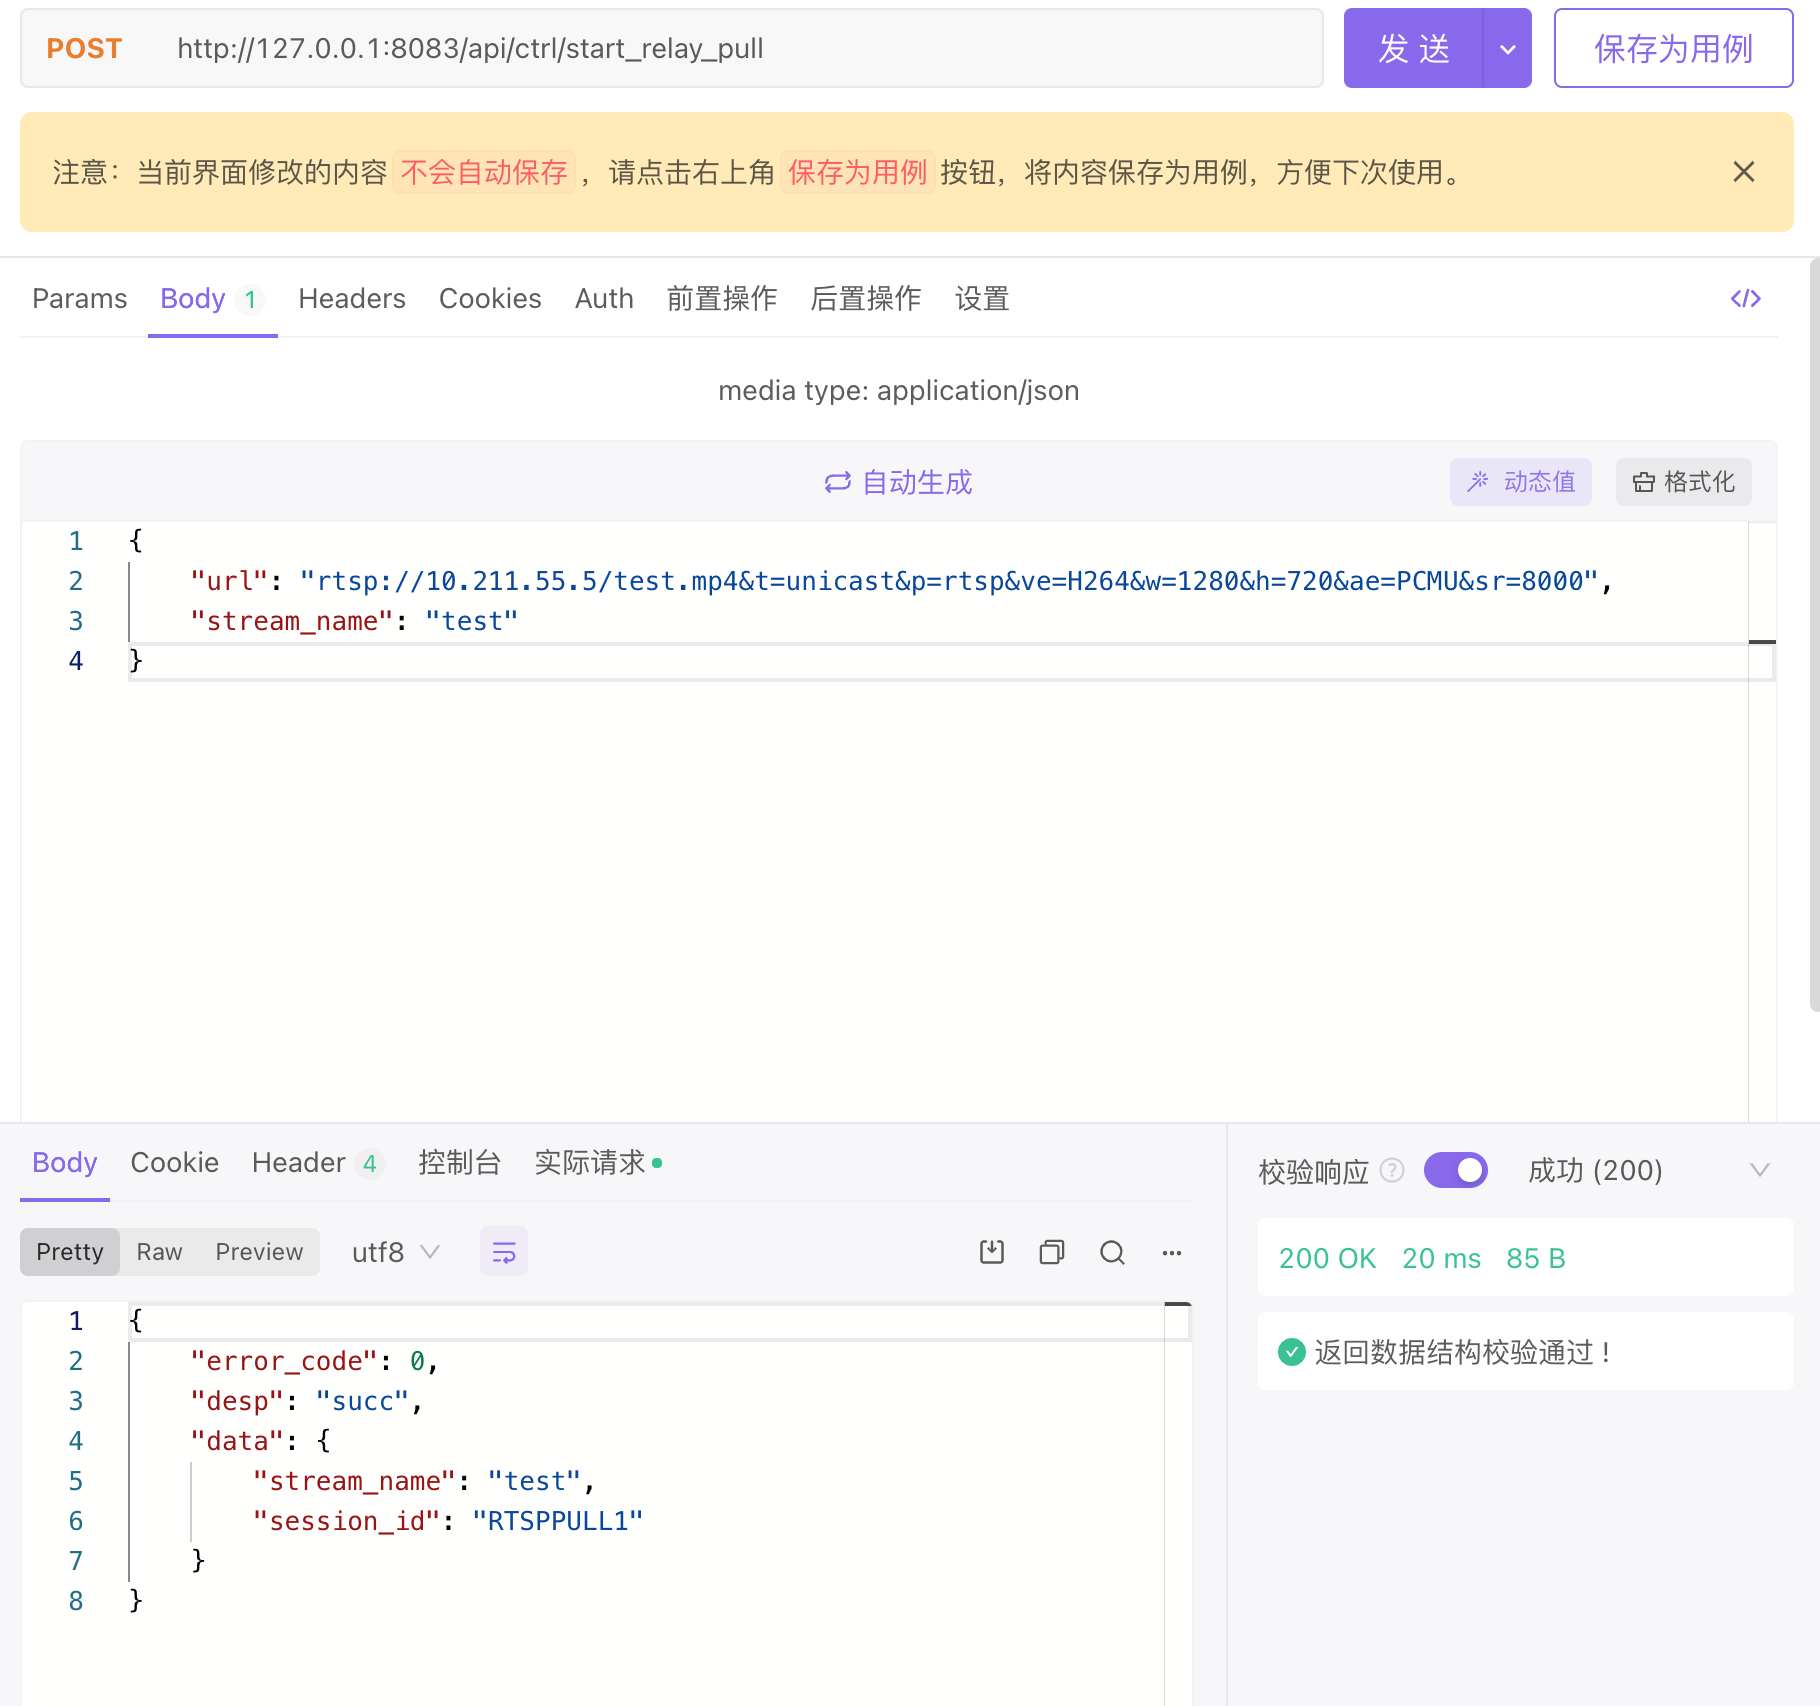 POST http://127.0.0.1:8083/api/ctrl/start_relay_pull 发 送 保存为用例
注意：当前界面修改的内容 不会自动保存 ，请点击右上角 保存为用例 按钮，将内容保存为用例，方便下次使用。
Params Body 1 Headers Cookies Auth 前置操作 后置操作 设置 </>
media type: application/json
自动生成 动态值 格式化
1 {
2 "url": "rtsp://10.211.55.5/test.mp4&t=unicast&p=rtsp&ve=H264&w=1280&h=720&ae=PCMU&sr=8000",
3 "stream_name": "test"
4 }
Body Cookie Header 4 控制台 实际请求
Pretty Raw Preview utf8
1 {
2 "error_code": 0,
3 "desp": "succ",
4 "data": {
5 "stream_name": "test",
6 "session_id": "RTSPPULL1"
7 }
8 }
校验响应 ? 成功 (200)
200 OK 20 ms 85 B
返回数据结构校验通过！